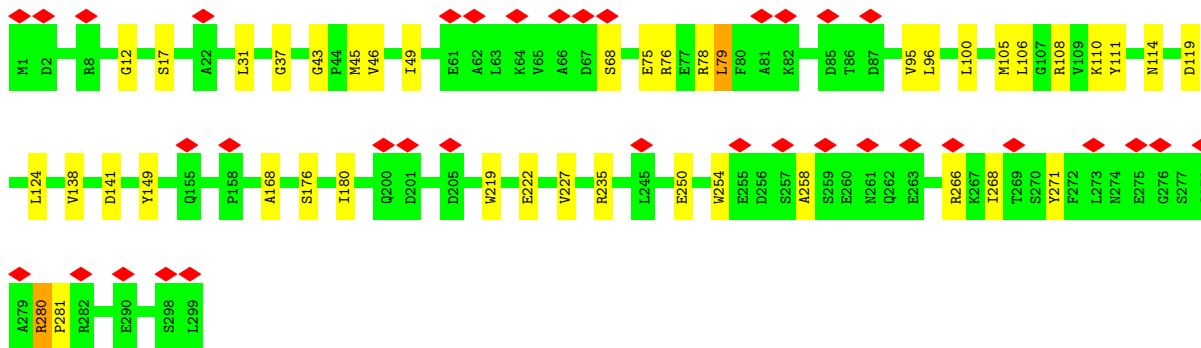 M1 D2 R8 G12 S17 A22 L31 G37 G43 P44 M45 V46 I49 E61 A62 L63 K64 V65 A66 D67 S68 E75 R76 E77 R78 L79 F80 A81 K82 D85 T86 D87 V95 L96 L100 M105 L106 G107 R108 V109 K110 Y111 N114 D119
L124 V138 D141 Y149 Q155 P158 A168 S176 I180 Q200 D201 D205 W219 E222 V227 R235 L245 E250 W254 E255 D256 S257 A258 S259 E260 N261 Q262 E263 R266 K267 I268 T269 S270 Y271 F272 L273 N274 E275 G276 S277
A279 R280 P281 R282 E290 S298 L299